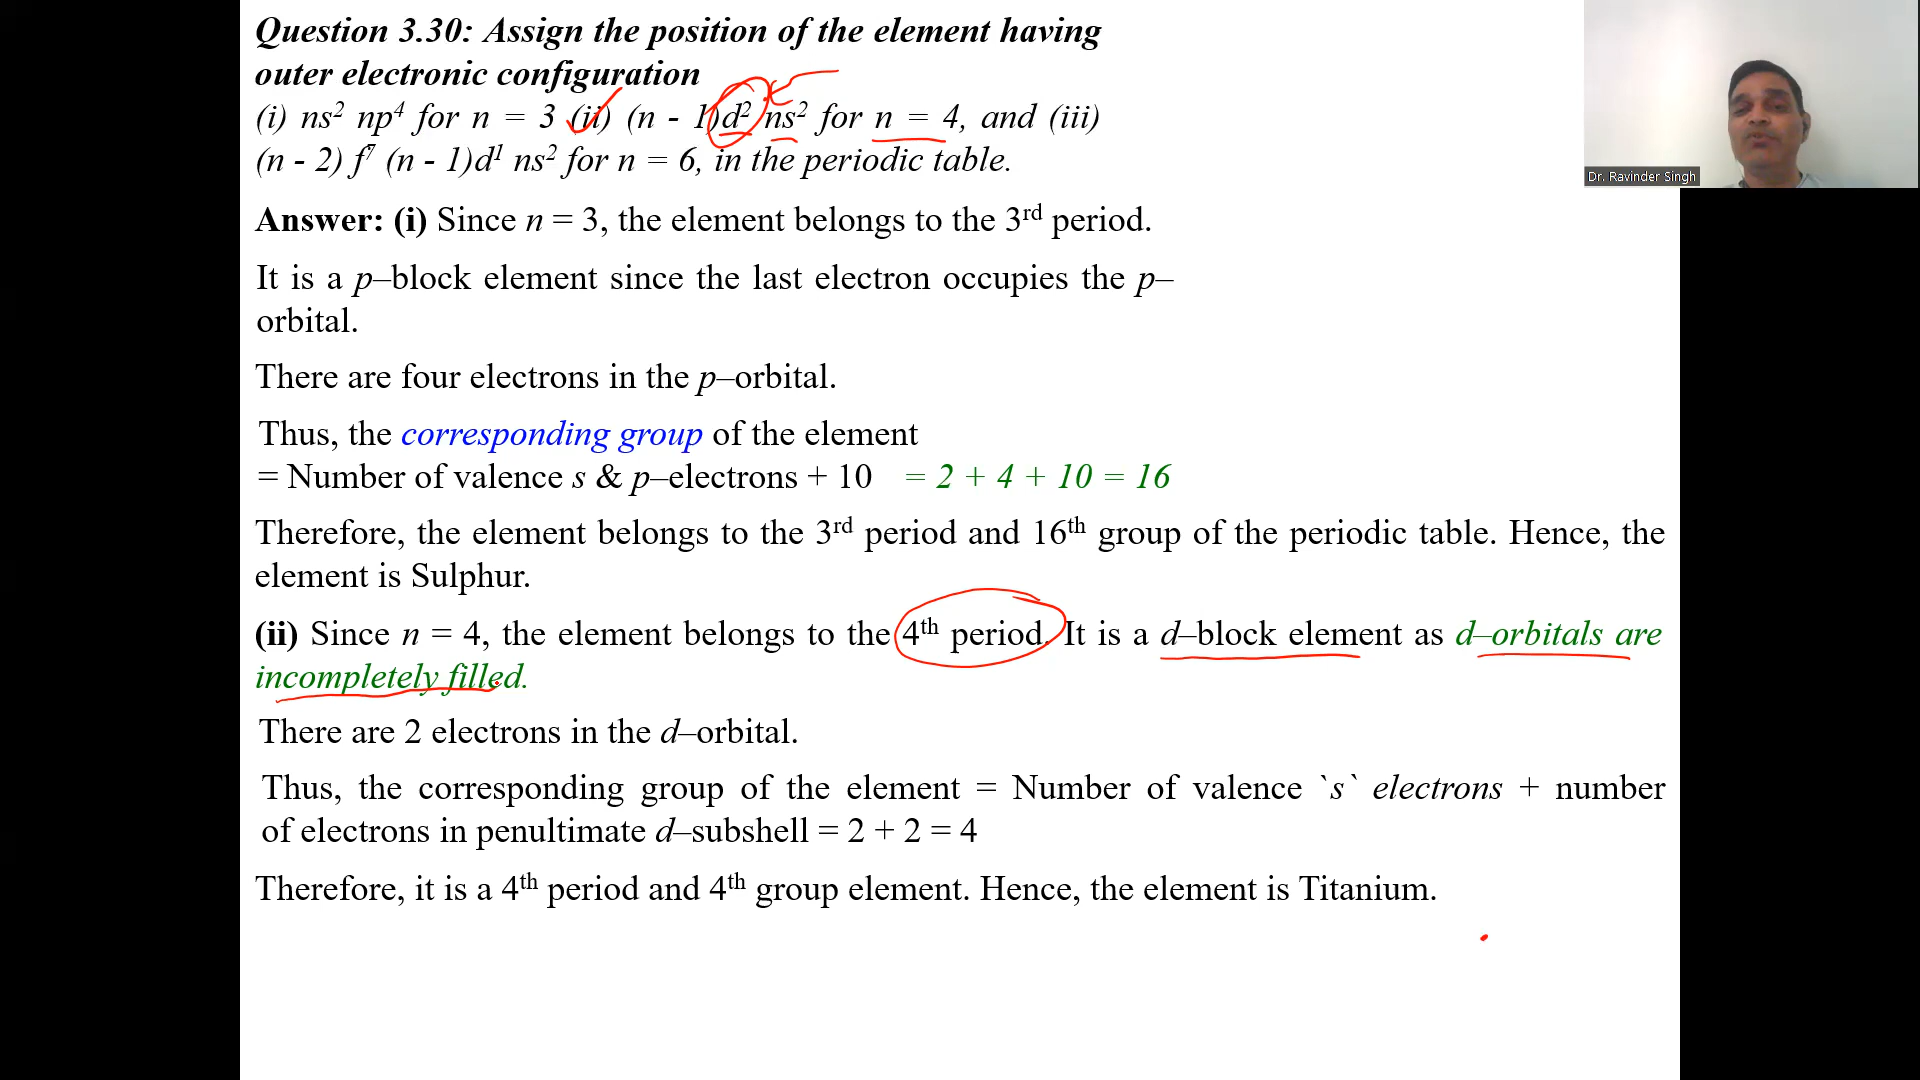 Question 3.30: Assign the position of the element having
outer electronic configuration
(i) ns² np⁴ for n = 3 (ii) (n - 1)d² ns² for n = 4, and (iii)
(n - 2) f⁷ (n - 1)d¹ ns² for n = 6, in the periodic table.
Dr. Ravinder Singh
Answer: (i) Since n = 3, the element belongs to the 3rd period.
It is a p–block element since the last electron occupies the p–
orbital.
There are four electrons in the p–orbital.
Thus, the corresponding group of the element
= Number of valence s & p–electrons + 10 = 2 + 4 + 10 = 16
Therefore, the element belongs to the 3rd period and 16th group of the periodic table. Hence, the
element is Sulphur.
(ii) Since n = 4, the element belongs to the 4th period. It is a d–block element as d–orbitals are
incompletely filled.
There are 2 electrons in the d–orbital.
Thus, the corresponding group of the element = Number of valence `s` electrons + number
of electrons in penultimate d–subshell = 2 + 2 = 4
Therefore, it is a 4th period and 4th group element. Hence, the element is Titanium.